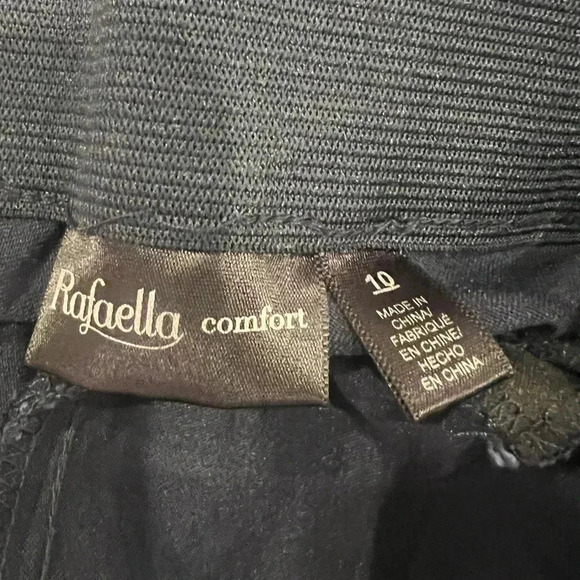 Rafaella comfort
10
MADE IN
CHINA/
FABRIQUÉ
EN CHINE/
HECHO
EN CHINA